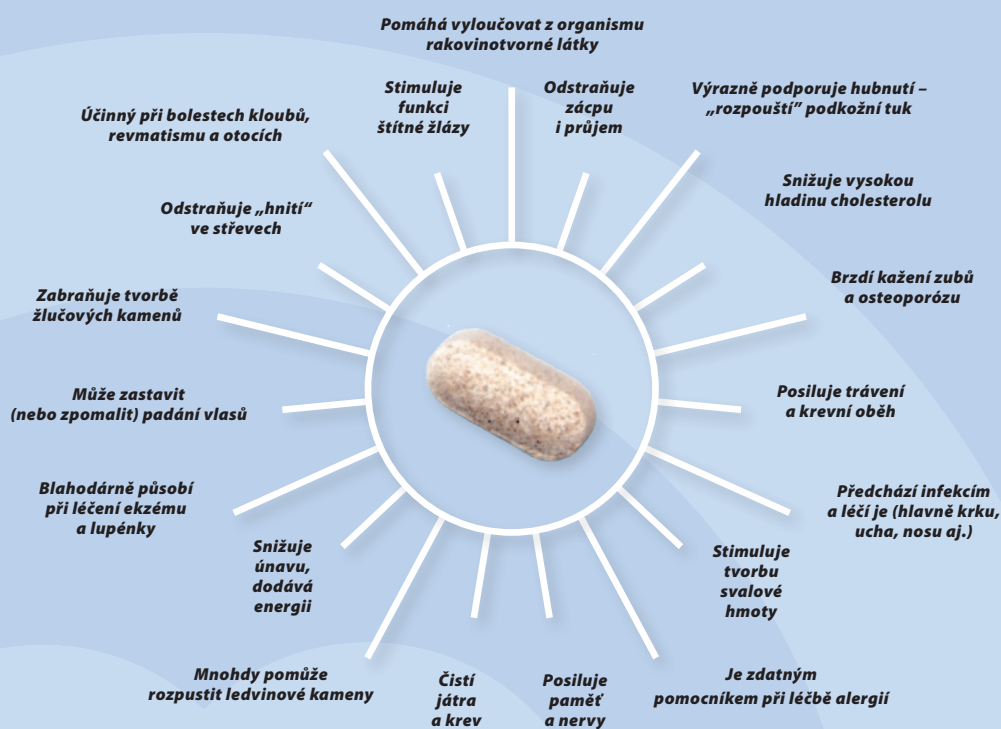 Pomáhá vyloučovat z organismu
rakovinotvorné látky
Stimuluje
funkci
štítné žlázy
Odstraňuje
zácpu
i průjem
Výrazně podporuje hubnutí –
„rozpouští” podkožní tuk
Účinný při bolestech kloubů,
revmatismu a otocích
Snižuje vysokou
hladinu cholesterolu
Odstraňuje „hnití“
ve střevech
Brzdí kažení zubů
a osteoporózu
Zabraňuje tvorbě
žlučových kamenů
Může zastavit
(nebo zpomalit) padání vlasů
Posiluje trávení
a krevní oběh
Blahodárně působí
při léčení ekzému
a lupénky
Předchází infekcím
a léčí je (hlavně krku,
ucha, nosu aj.)
Snižuje
únavu,
dodává
energii
Stimuluje
tvorbu
svalové
hmoty
Mnohdy pomůže
rozpustit ledvinové kameny
Čistí
játra
a krev
Posiluje
paměť
a nervy
Je zdatným
pomocníkem při léčbě alergií